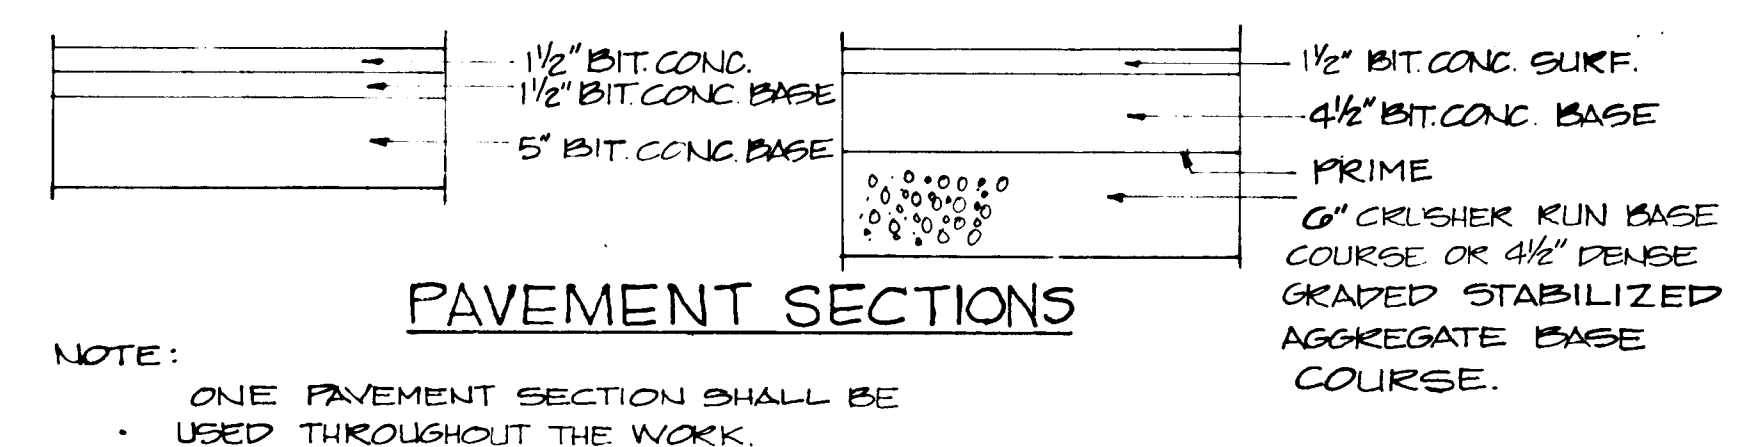 1½" BIT. CONC.
1½" BIT. CONC. BASE
5" BIT. CONC. BASE
1½" BIT. CONC. SURF.
4½" BIT. CONC. BASE
PRIME
6" CRUSHER RUN BASE
COURSE OR 4½" DENSE
GRADED STABILIZED
AGGREGATE BASE
COURSE.
PAVEMENT SECTIONS
NOTE:
ONE PAVEMENT SECTION SHALL BE
USED THROUGHOUT THE WORK.